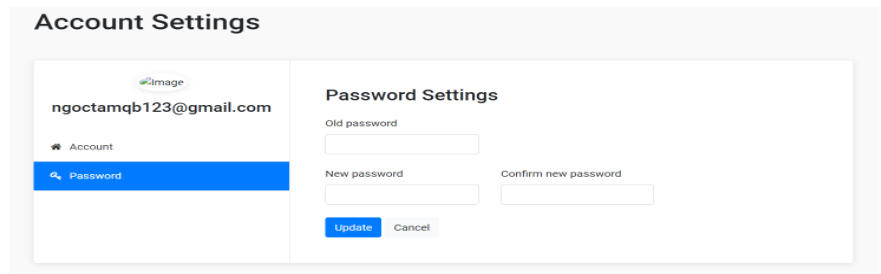 Account Settings
Image
ngoctamqb123@gmail.com
Account
Password
Password Settings
Old password
New password
Confirm new password
Update
Cancel